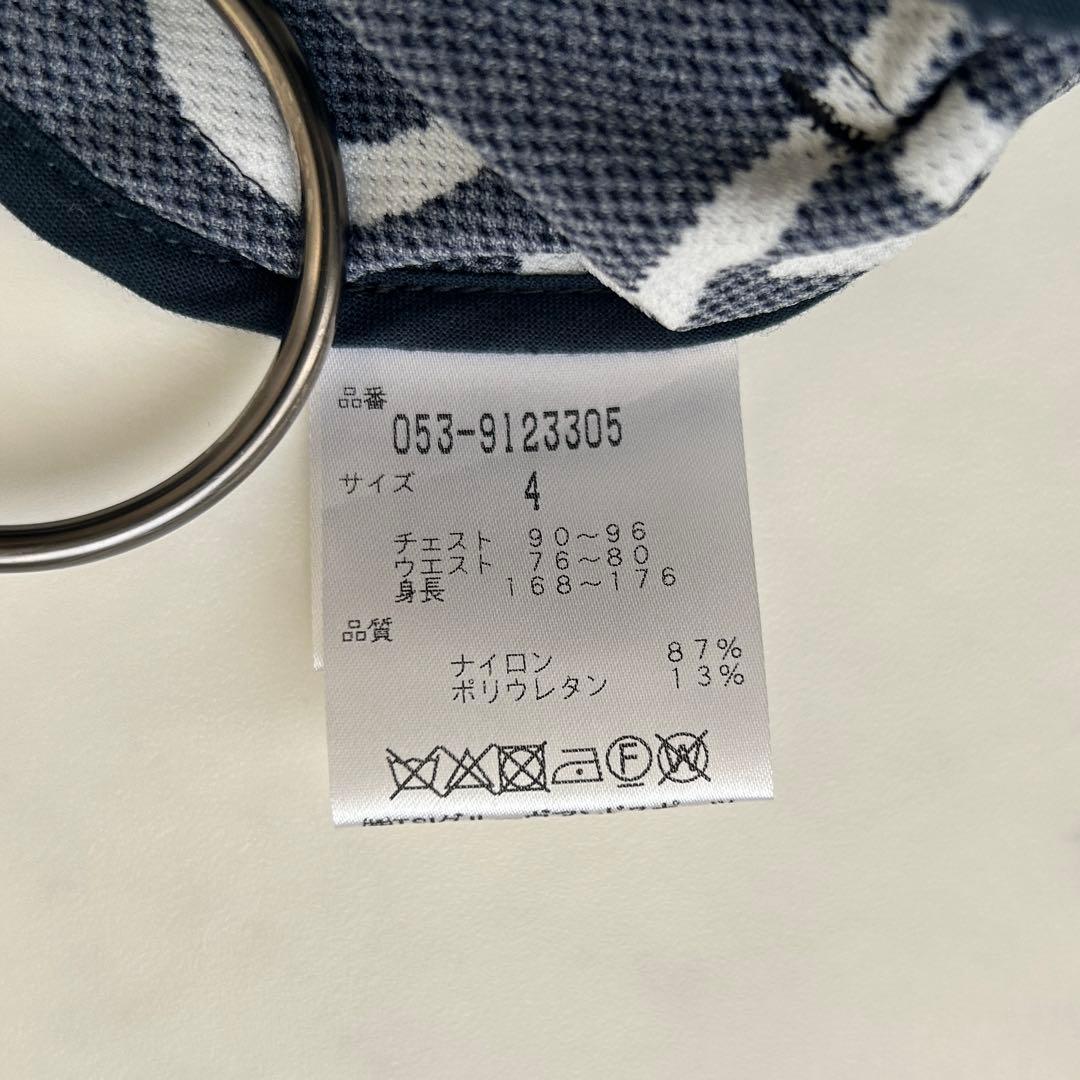 品番
053-9123305
サイズ 4
チェスト 90～96
ウエスト 76～80
身長 168～176
品質
ナイロン 87%
ポリウレタン 13%
F W